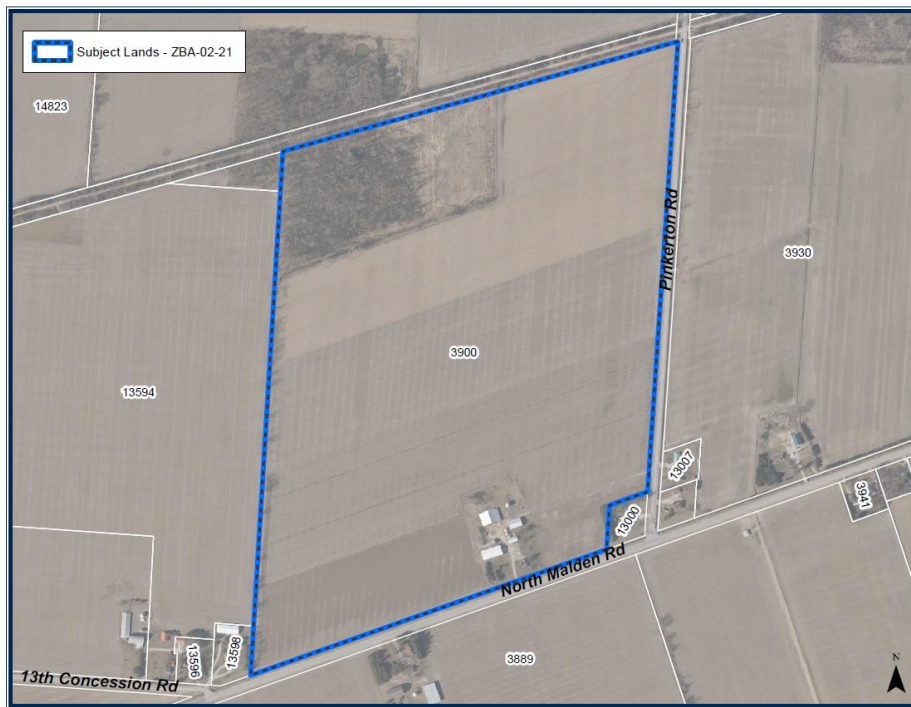 Subject Lands - ZBA-02-21
14823
Pinkerton Rd
3930
3900
13594
13007
3941
13000
North Malden Rd
13598
13596
3889
13th Concession Rd
N